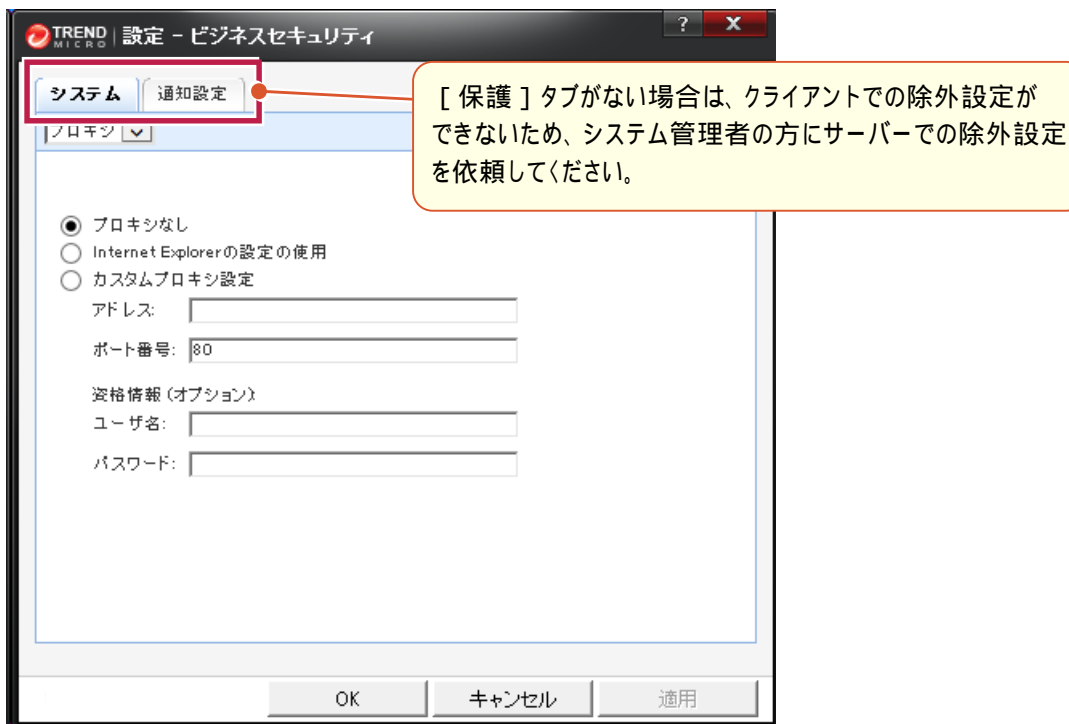 TREND MICRO 設定 - ビジネスセキュリティ
? X
システム 通知設定
[ 保護 ] タブがない場合は、クライアントでの除外設定が
できないため、システム管理者の方にサーバーでの除外設定
を依頼してください。
プロキシ
プロキシなし
Internet Explorerの設定の使用
カスタムプロキシ設定
アドレス:
ポート番号: 80
資格情報 (オプション):
ユーザ名:
パスワード:
OK キャンセル 適用